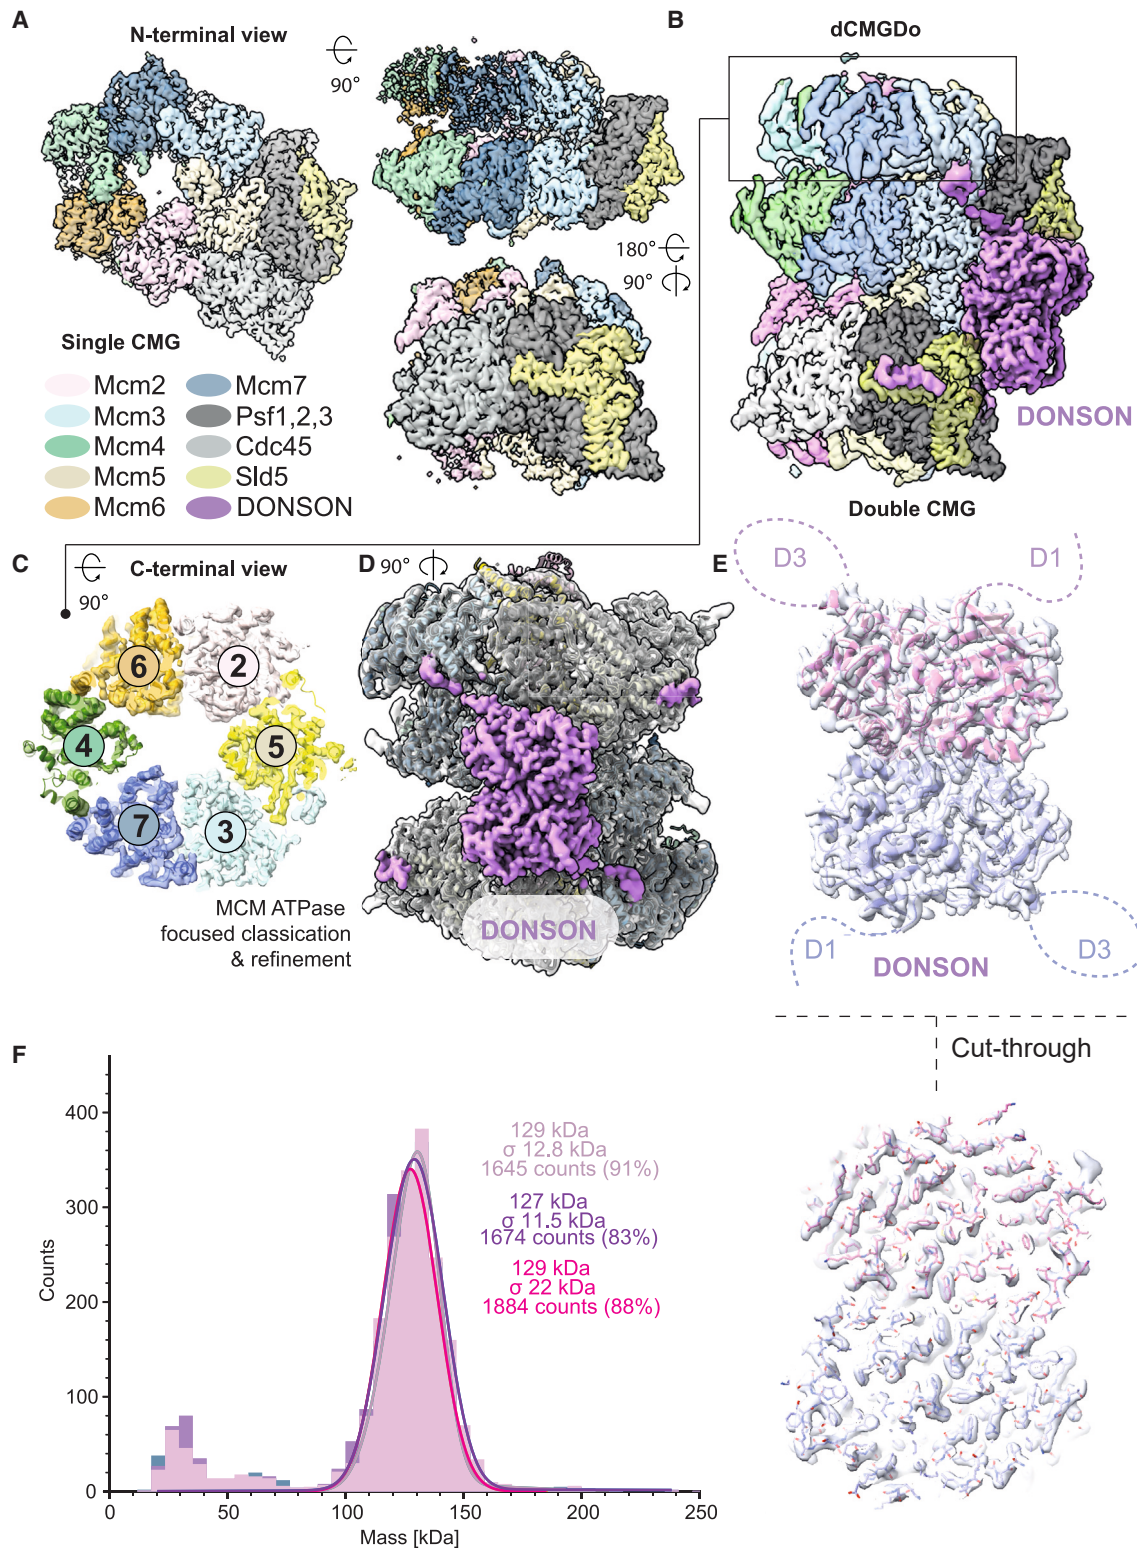 A
N-terminal view
90°
B
dCMGDo
180°
90°
DONSON
Single CMG
Mcm2
Mcm7
Mcm3
Psf1,2,3
Mcm4
Cdc45
Mcm5
Sld5
Mcm6
DONSON
Double CMG
C
90°
C-terminal view
6
2
4
5
7
3
MCM ATPase
focused classication
& refinement
D
90°
DONSON
E
D3
D1
D1
D3
DONSON
Cut-through
F
Counts
400
300
200
100
0
0
50
100
150
200
250
Mass [kDa]
129 kDa
σ 12.8 kDa
1645 counts (91%)
127 kDa
σ 11.5 kDa
1674 counts (83%)
129 kDa
σ 22 kDa
1884 counts (88%)